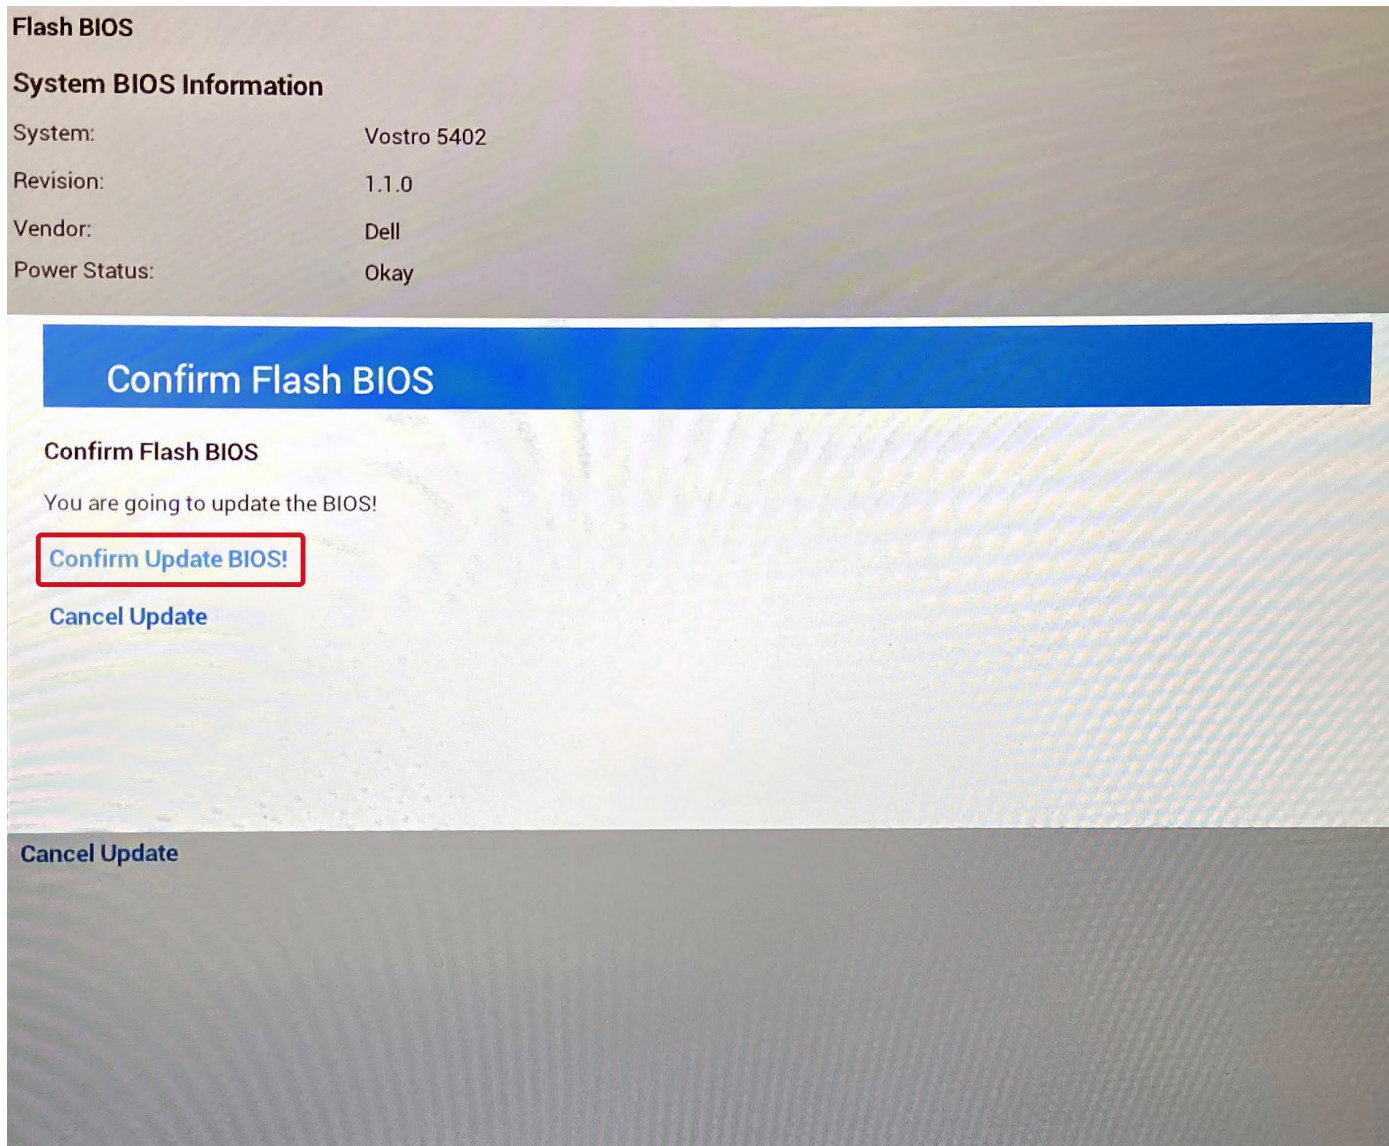 Flash BIOS
System BIOS Information
System: Vostro 5402
Revision: 1.1.0
Vendor: Dell
Power Status: Okay
Confirm Flash BIOS
Confirm Flash BIOS
You are going to update the BIOS!
Confirm Update BIOS!
Cancel Update
Cancel Update